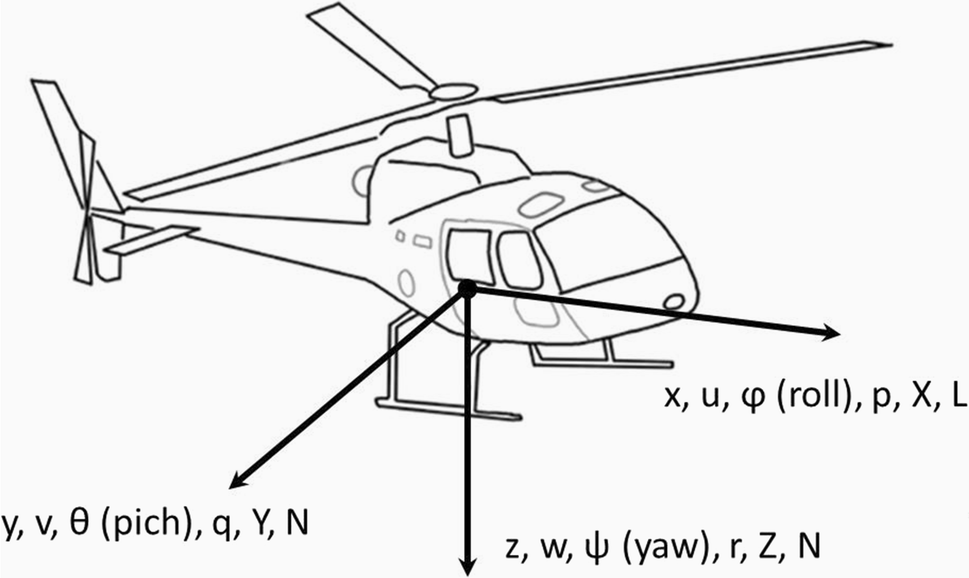 x, u, φ (roll), p, X, L
y, v, θ (pich), q, Y, N
z, w, ψ (yaw), r, Z, N